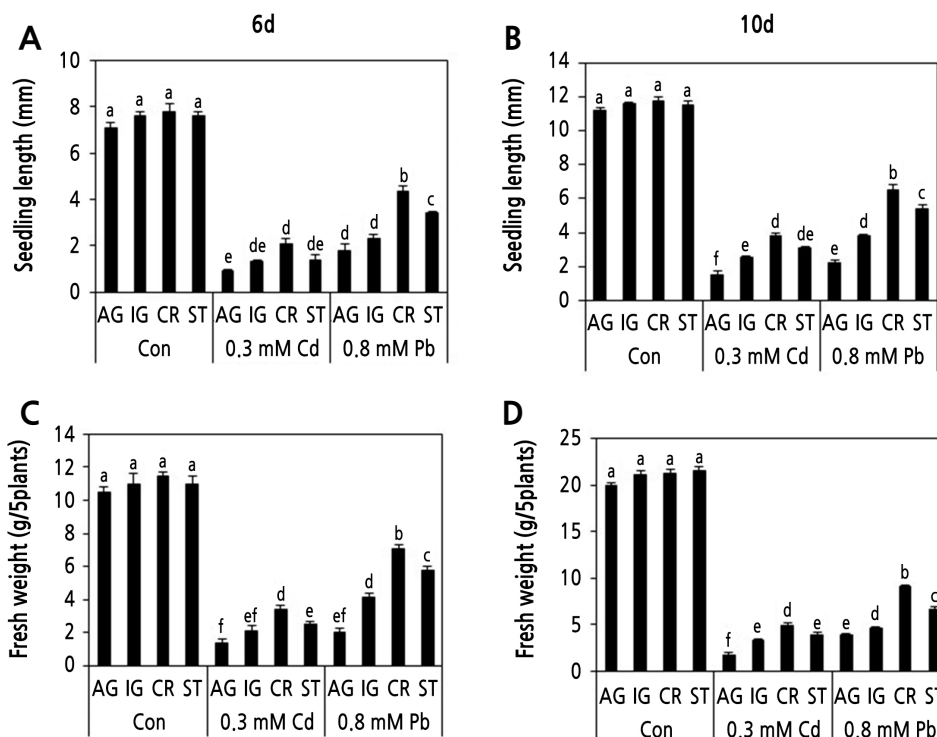 6d
10d
A
B
Seedling length (mm)
10
8
6
4
2
0
a a a a
e de d de
d d b c
AG IG CR ST AG IG CR ST AG IG CR ST
Con 0.3 mM Cd 0.8 mM Pb
Seedling length (mm)
14
12
10
8
6
4
2
0
a a a a
f e d de
e d b c
AG IG CR ST AG IG CR ST AG IG CR ST
Con 0.3 mM Cd 0.8 mM Pb
C
D
Fresh weight (g/5plants)
14
12
10
8
6
4
2
0
a a a a
f ef d e
ef d b c
AG IG CR ST AG IG CR ST AG IG CR ST
Con 0.3 mM Cd 0.8 mM Pb
Fresh weight (g/5plants)
25
20
15
10
5
0
a a a a
f e d e
e d b c
AG IG CR ST AG IG CR ST AG IG CR ST
Con 0.3 mM Cd 0.8 mM Pb